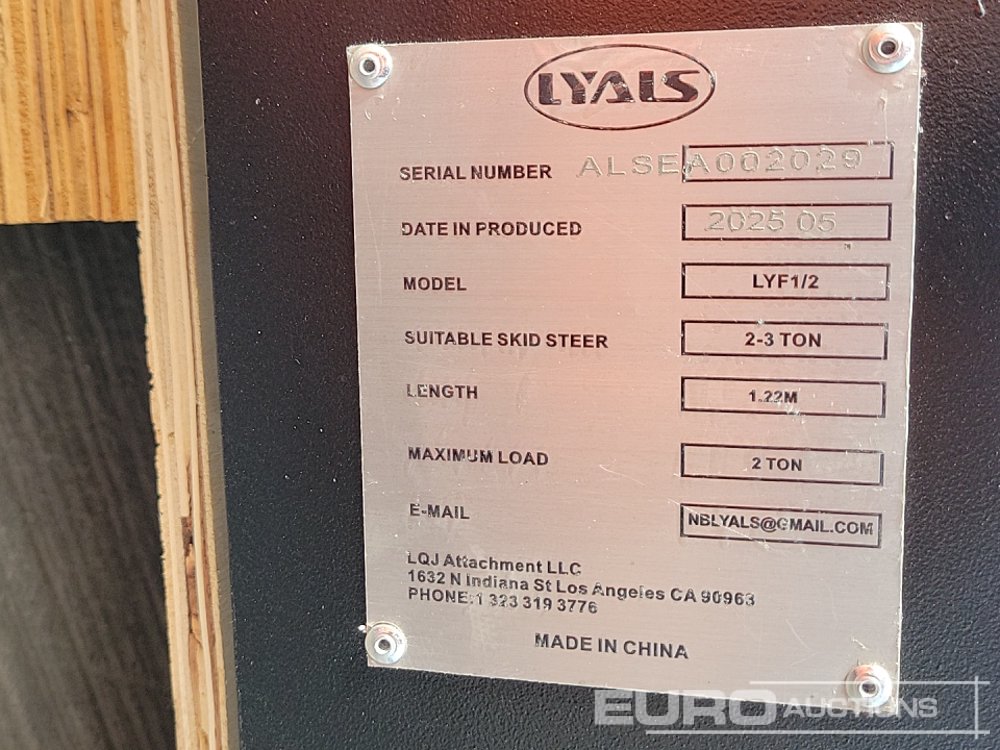 LYALS
SERIAL NUMBER ALSEA002029
DATE IN PRODUCED 2025 05
MODEL LYF1/2
SUITABLE SKID STEER 2-3 TON
LENGTH 1.22M
MAXIMUM LOAD 2 TON
E-MAIL NBLYALS@GMAIL.COM
LQJ Attachment LLC
1632 N Indiana St Los Angeles CA 90963
PHONE:1 323 319 3776
MADE IN CHINA
EURO AUCTIONS